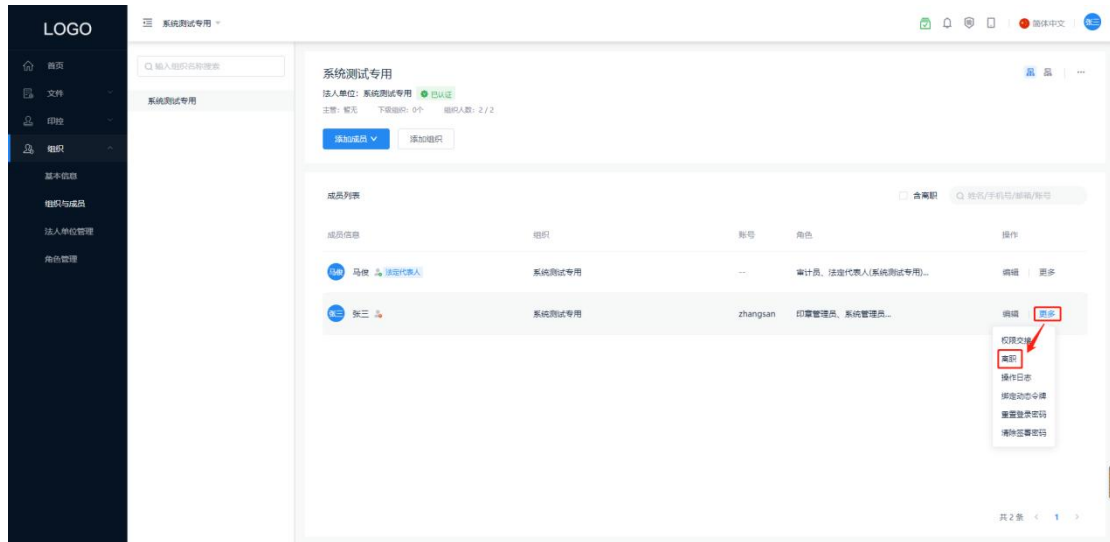 LOGO
系统测试专用
简体中文
张三
首页
文件
印控
组织
基本信息
组织与成员
法人单位管理
角色管理
输入组织名称搜索
系统测试专用
系统测试专用
法人单位：系统测试专用 已认证
主管：暂无 下级组织：0个 组织人数：2 / 2
添加成员 添加组织
成员列表
含离职 姓名/手机号/邮箱/账号
成员信息 组织 账号 角色 操作
马俊 马俊 法定代表人 系统测试专用 -- 审计员、法定代表人(系统测试专用)... 编辑 更多
张三 张三 系统测试专用 zhangsan 印章管理员、系统管理员... 编辑 更多
权限交接
离职
操作日志
绑定动态令牌
重置登录密码
清除签署密码
共 2 条 < 1 >